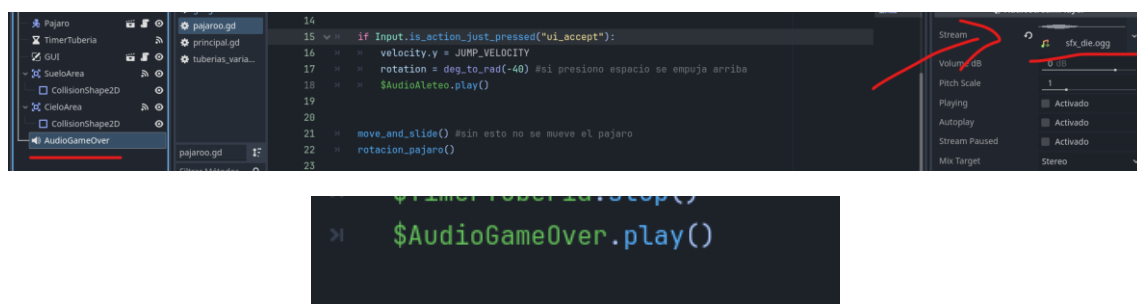 14
Pajaro
pajaroo.gd
15 if Input.is_action_just_pressed("ui_accept"):
Stream
sfx_die.ogg
TimerTuberia
principal.gd
16 velocity.y = JUMP_VELOCITY
GUI
tuberias_varia...
17 rotation = deg_to_rad(-40) #si presiono espacio se empuja arriba
Volume dB
0 dB
SueloArea
18 $AudioAleteo.play()
Pitch Scale
1
CollisionShape2D
19
Playing
Activado
CieloArea
20
Autoplay
Activado
CollisionShape2D
21 move_and_slide() #sin esto no se mueve el pajaro
Stream Paused
Activado
AudioGameOver
pajaroo.gd
22 rotacion_pajaro()
Mix Target
Stereo
23
$TimerTuberia.stop()
$AudioGameOver.play()